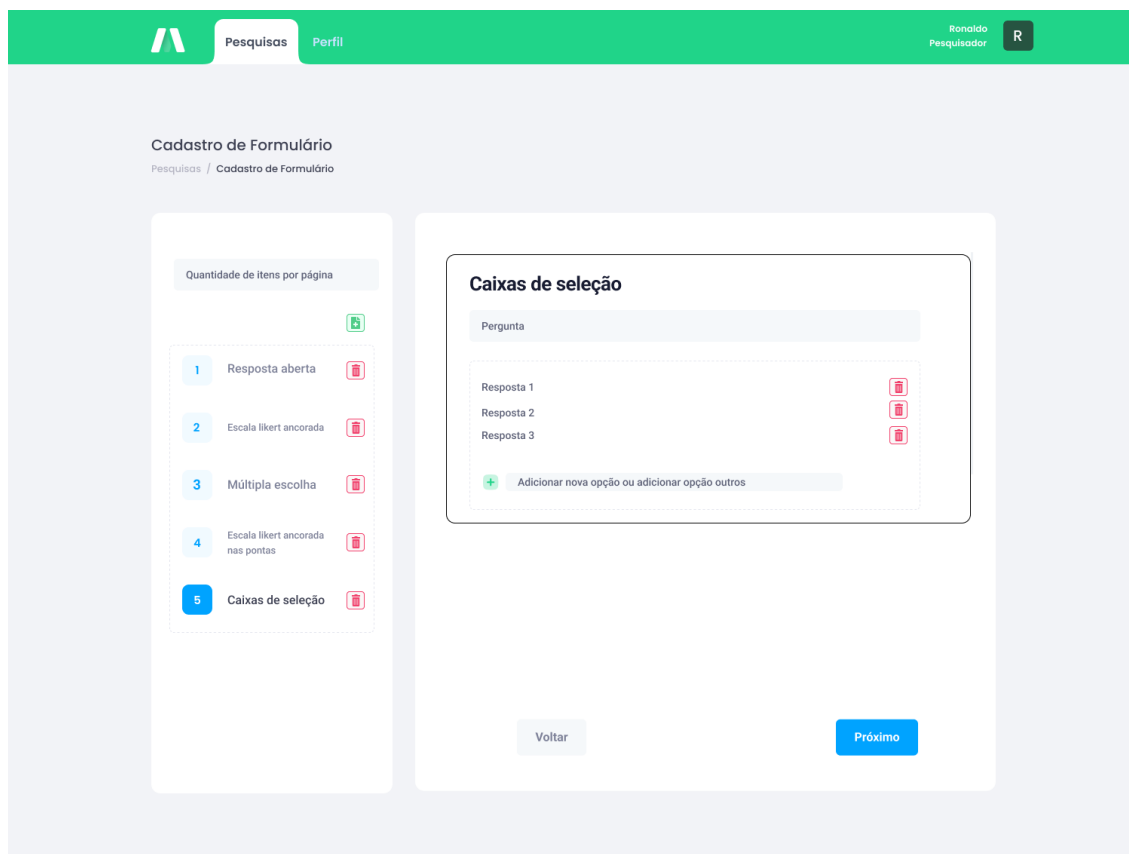 Pesquisas
Perfil
Ronaldo
Pesquisador
R
Cadastro de Formulário
Pesquisas / Cadastro de Formulário
Quantidade de itens por página
1 Resposta aberta
2 Escala likert ancorada
3 Múltipla escolha
4 Escala likert ancorada
nas pontas
5 Caixas de seleção
Caixas de seleção
Pergunta
Resposta 1
Resposta 2
Resposta 3
+ Adicionar nova opção ou adicionar opção outros
Voltar
Próximo